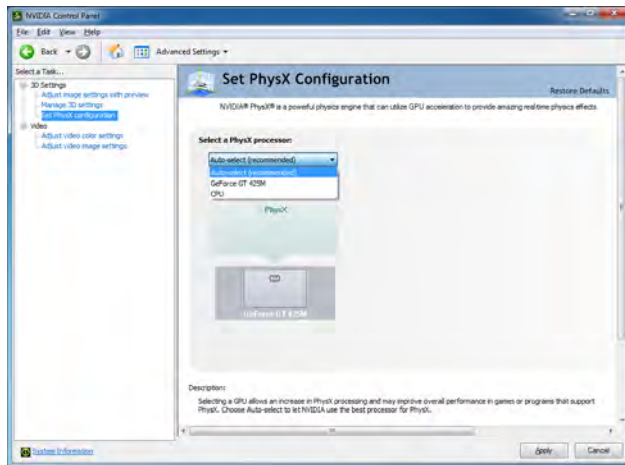 NVIDIA Control Panel
File Edit View Help
Back Advanced Settings
Select a Task...
3D Settings
Adjust image settings with preview
Manage 3D settings
Set PhysX configuration
Video
Adjust video color settings
Adjust video image settings
Set PhysX Configuration
Restore Defaults
NVIDIA® PhysX® is a powerful physics engine that can utilize GPU acceleration to provide amazing real-time physics effects.
Select a PhysX processor:
Auto-select (recommended)
Auto-select (recommended)
GeForce GT 425M
CPU
PhysX
GeForce GT 425M
Description:
Selecting a GPU allows an increase in PhysX processing and may improve overall performance in games or programs that support
PhysX. Choose Auto-select to let NVIDIA use the best processor for PhysX.
System Information
Apply Cancel